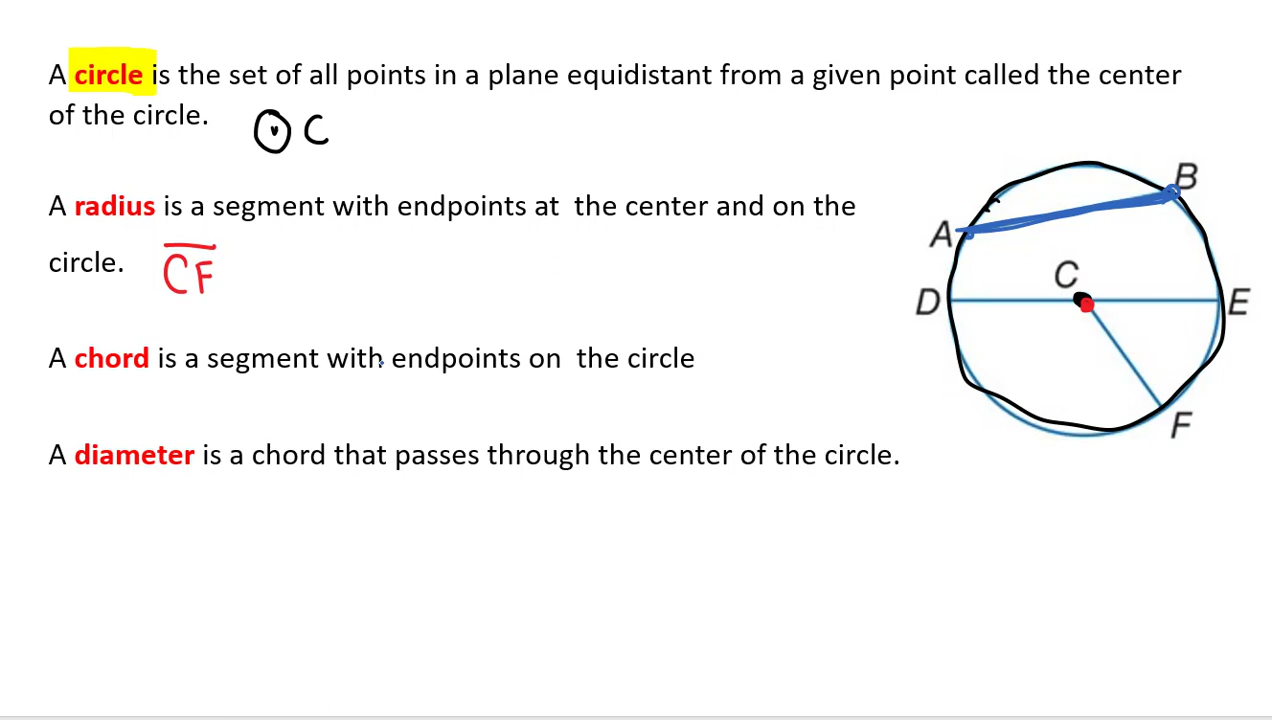 A circle is the set of all points in a plane equidistant from a given point called the center
of the circle.
⊙ C
A radius is a segment with endpoints at the center and on the
circle.
C̅F̅
A chord is a segment with endpoints on the circle
A diameter is a chord that passes through the center of the circle.
B
A
C
D
E
F